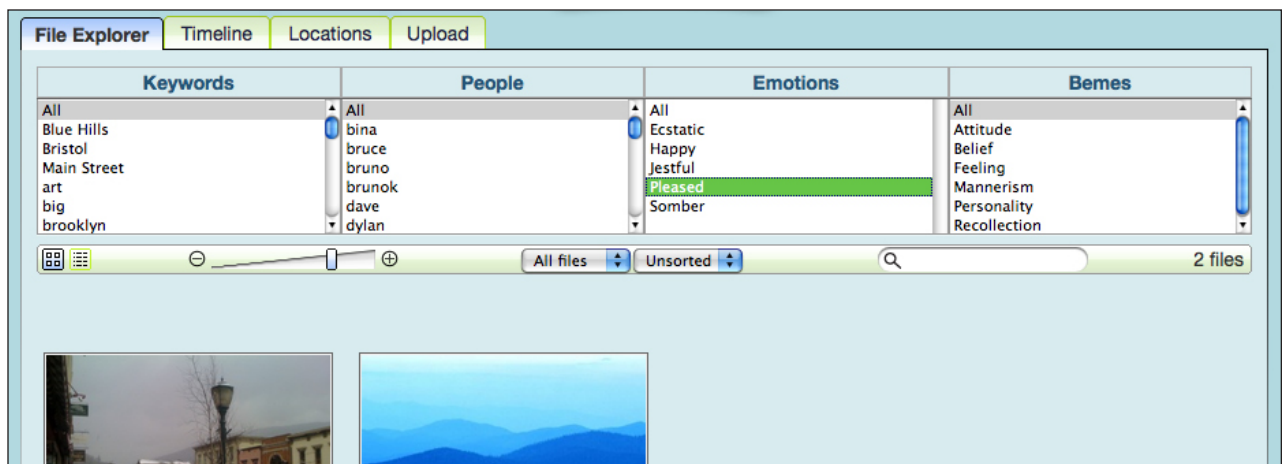 File Explorer Timeline Locations Upload
Keywords People Emotions Bemes
All All All All
Blue Hills bina Ecstatic Attitude
Bristol bruce Happy Belief
Main Street bruno Jestful Feeling
art brunok Pleased Mannerism
big dave Somber Personality
brooklyn dylan Recollection
All files Unsorted 2 files